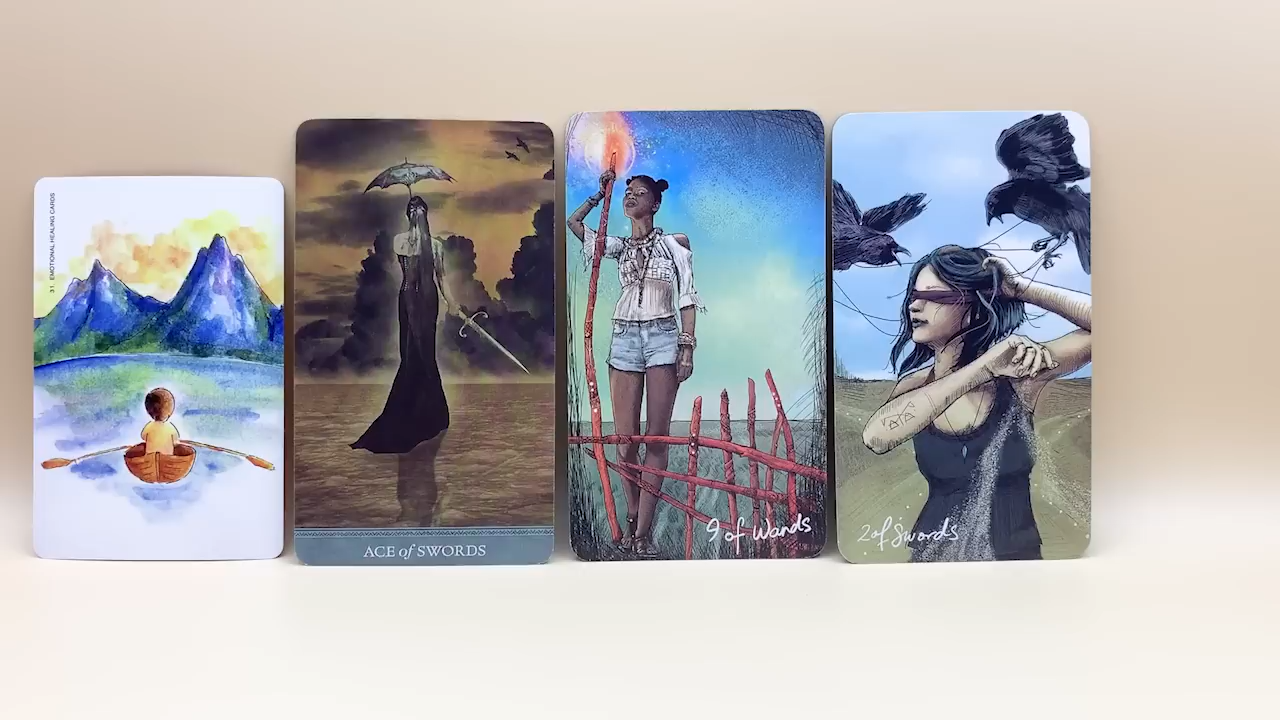 31. EMOTIONAL HEALING CARDS
ACE of SWORDS
9 of Wands
2 of Swords